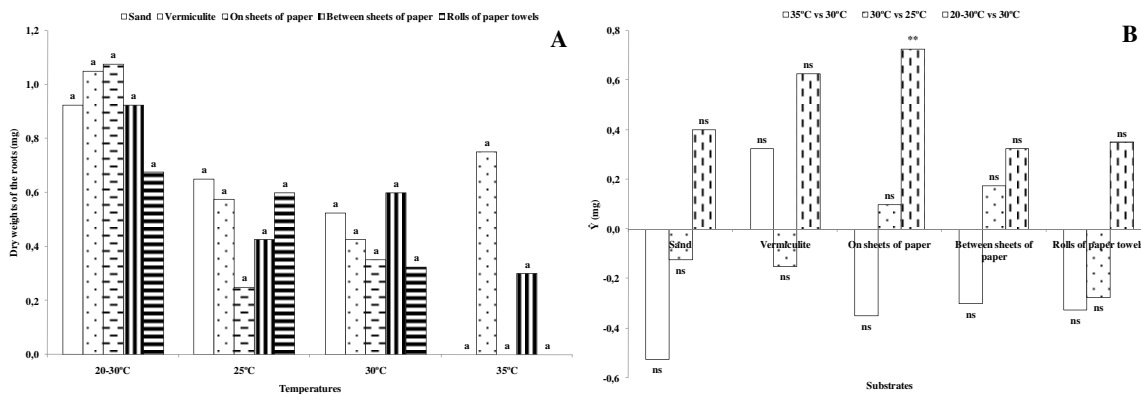 Sand Vermiculite On sheets of paper Between sheets of paper Rolls of paper towels
A
Dry weights of the roots (mg)
1,2
1,0
0,8
0,6
0,4
0,2
0,0
a a a a a
a a a a a
a a a a a
a a a a a
20-30ºC 25ºC 30ºC 35ºC
Temperatures
35ºC vs 30ºC 30ºC vs 25ºC 20-30ºC vs 30ºC
B
Ŷ (mg)
0,8
0,6
0,4
0,2
0,0
-0,2
-0,4
-0,6
ns ns ns
ns ns ns
ns ns **
ns ns ns
ns ns ns
Sand Vermiculite On sheets of paper Between sheets of paper Rolls of paper towels
Substrates